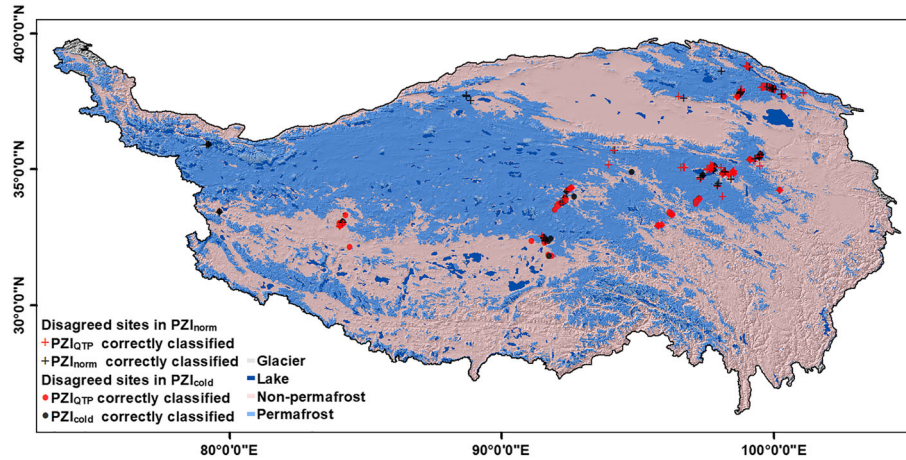 40°0'0"N
35°0'0"N
30°0'0"N
Disagreed sites in PZInorm
PZIQTP correctly classified
PZInorm correctly classified
Disagreed sites in PZIcold
PZIQTP correctly classified
PZIcold correctly classified
Glacier
Lake
Non-permafrost
Permafrost
80°0'0"E
90°0'0"E
100°0'0"E